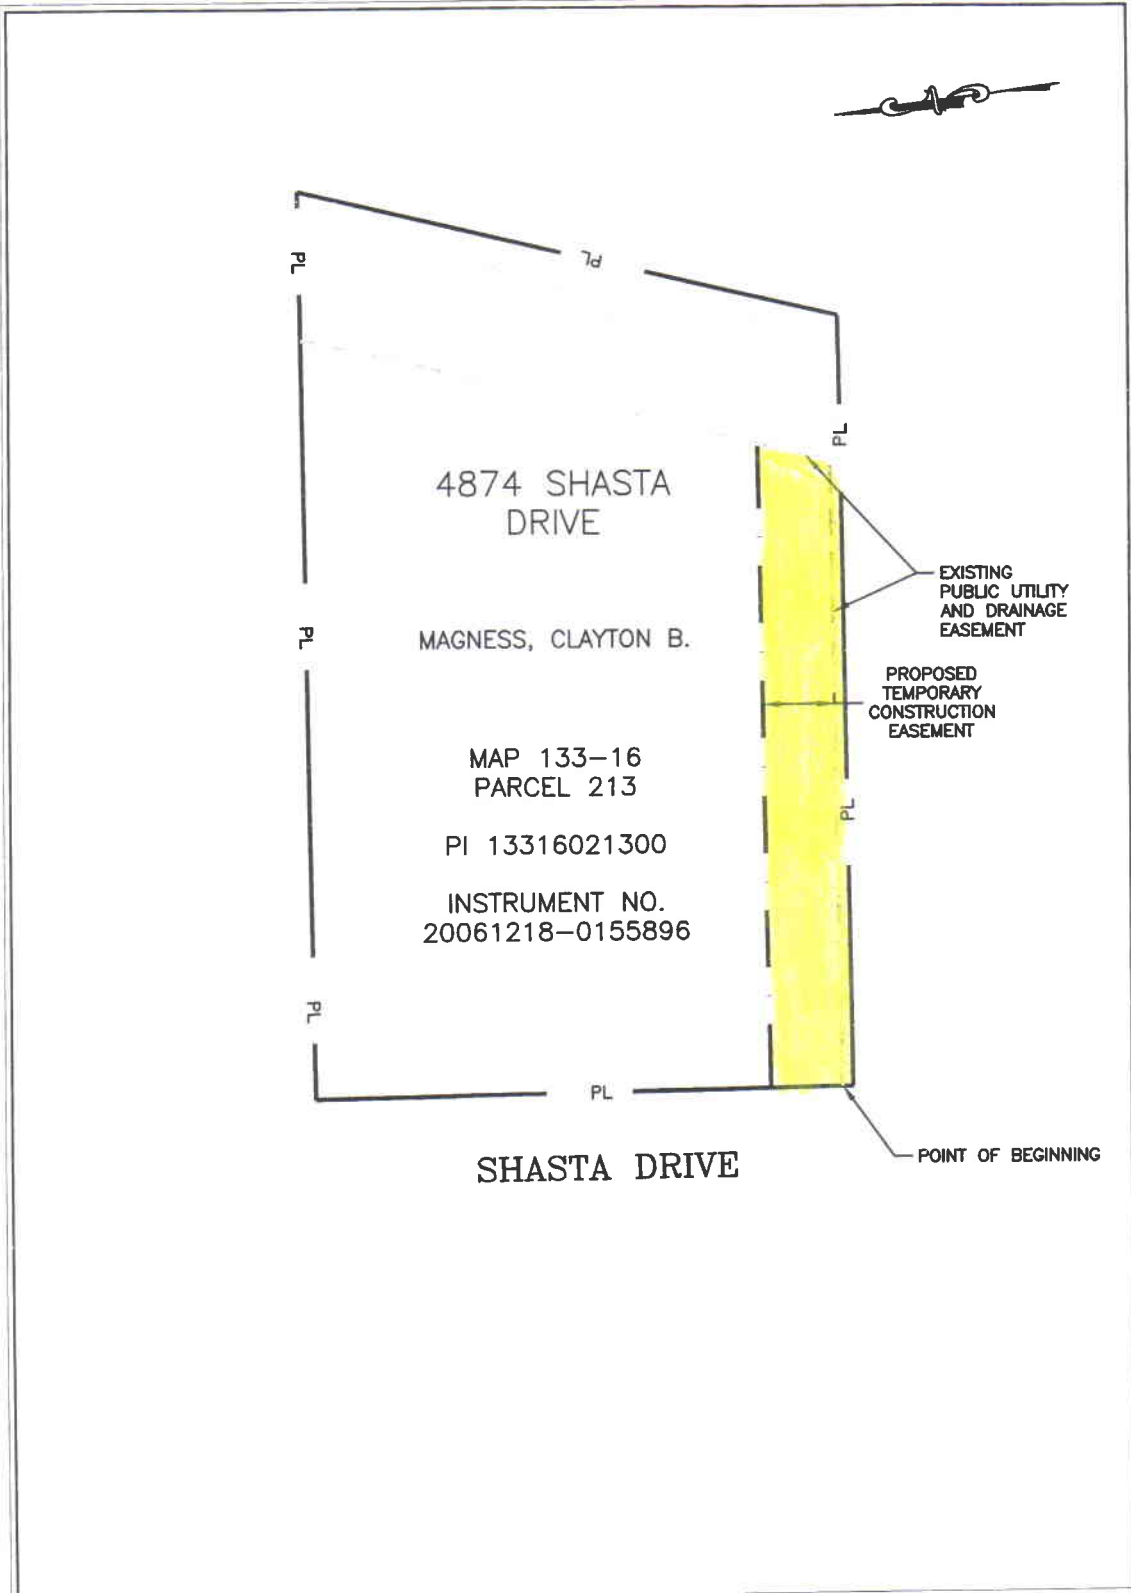 PL
PL
PL
4874 SHASTA
DRIVE
EXISTING
PUBLIC UTILITY
AND DRAINAGE
EASEMENT
PL
MAGNESS, CLAYTON B.
PROPOSED
TEMPORARY
CONSTRUCTION
EASEMENT
MAP 133-16
PARCEL 213
PL
PI 13316021300
INSTRUMENT NO.
20061218-0155896
PL
PL
POINT OF BEGINNING
SHASTA DRIVE